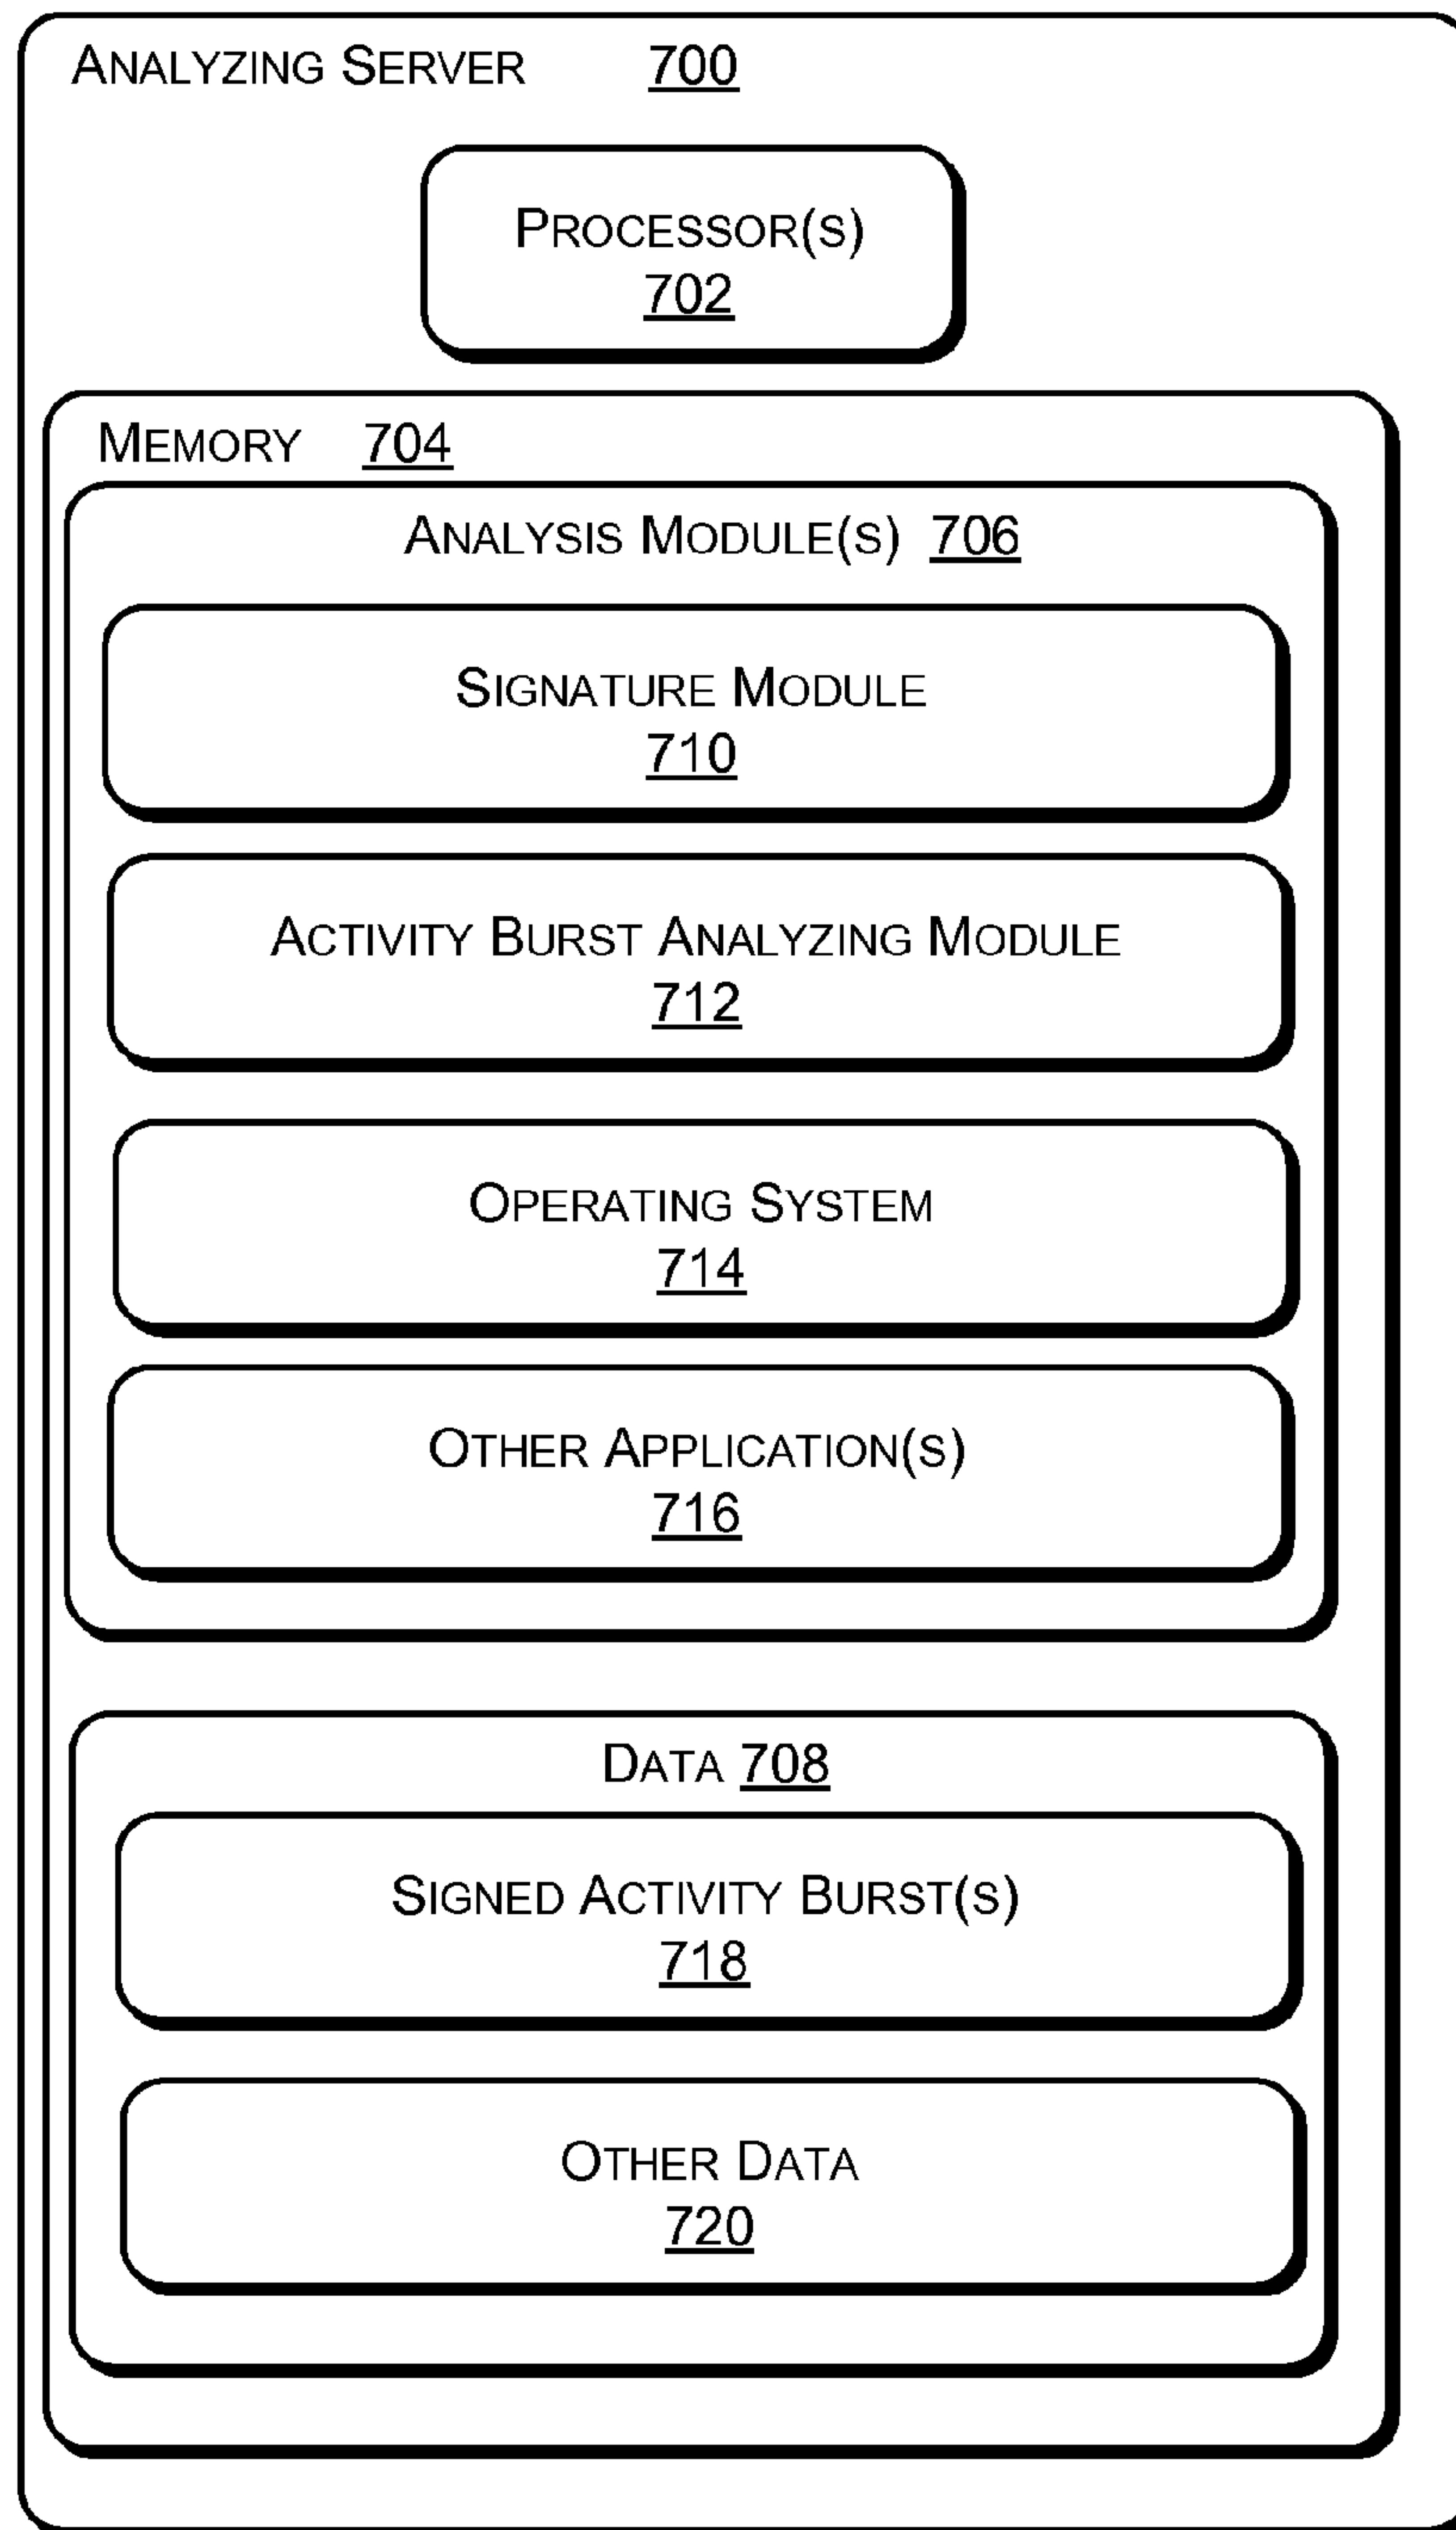 ANALYZING SERVER 700
PROCESSOR(S)
702
MEMORY 704
ANALYSIS MODULE(S) 706
SIGNATURE MODULE
710
ACTIVITY BURST ANALYZING MODULE
712
OPERATING SYSTEM
714
OTHER APPLICATION(S)
716
DATA 708
SIGNED ACTIVITY BURST(S)
718
OTHER DATA
720